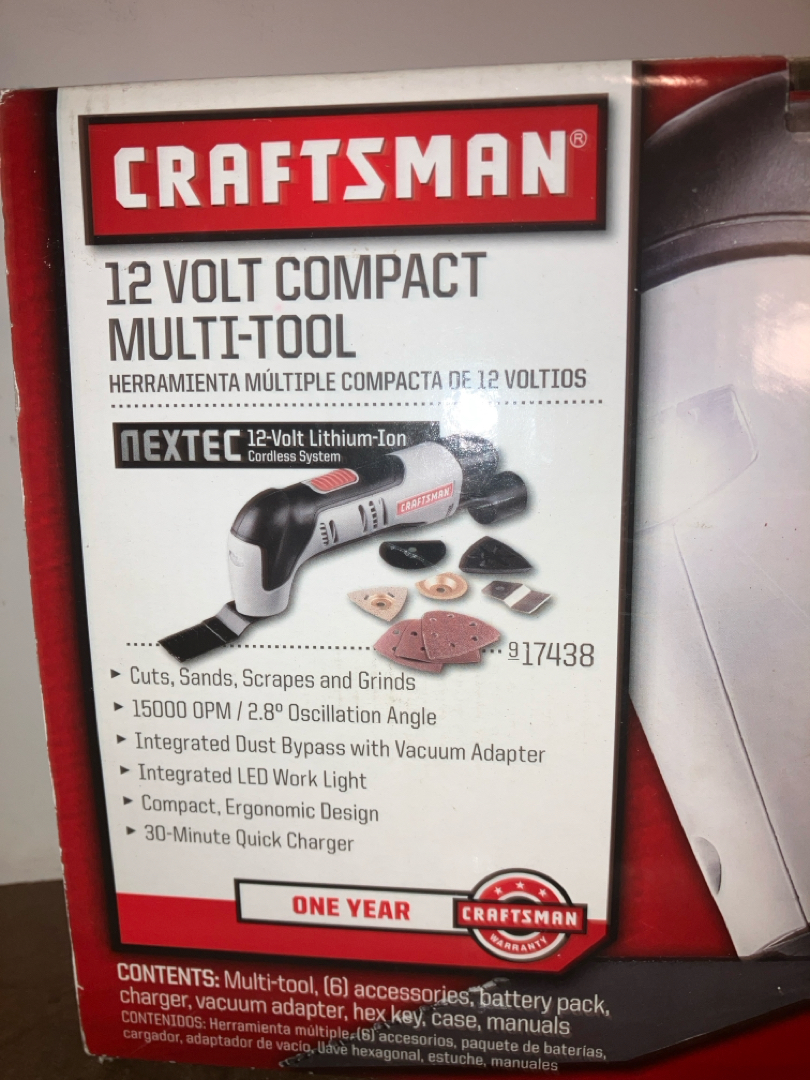 CRAFTSMAN®
12 VOLT COMPACT
MULTI-TOOL
HERRAMIENTA MÚLTIPLE COMPACTA DE 12 VOLTIOS
NEXTEC 12-Volt Lithium-Ion
Cordless System
CRAFTSMAN
917438
▸ Cuts, Sands, Scrapes and Grinds
▸ 15000 OPM / 2.8º Oscillation Angle
▸ Integrated Dust Bypass with Vacuum Adapter
▸ Integrated LED Work Light
▸ Compact, Ergonomic Design
▸ 30-Minute Quick Charger
ONE YEAR
CRAFTSMAN
WARRANTY
CONTENTS: Multi-tool, (6) accessories, battery pack,
charger, vacuum adapter, hex key, case, manuals
CONTENIDOS: Herramienta múltiple, (6) accesorios, paquete de baterías,
cargador, adaptador de vacío, llave hexagonal, estuche, manuales